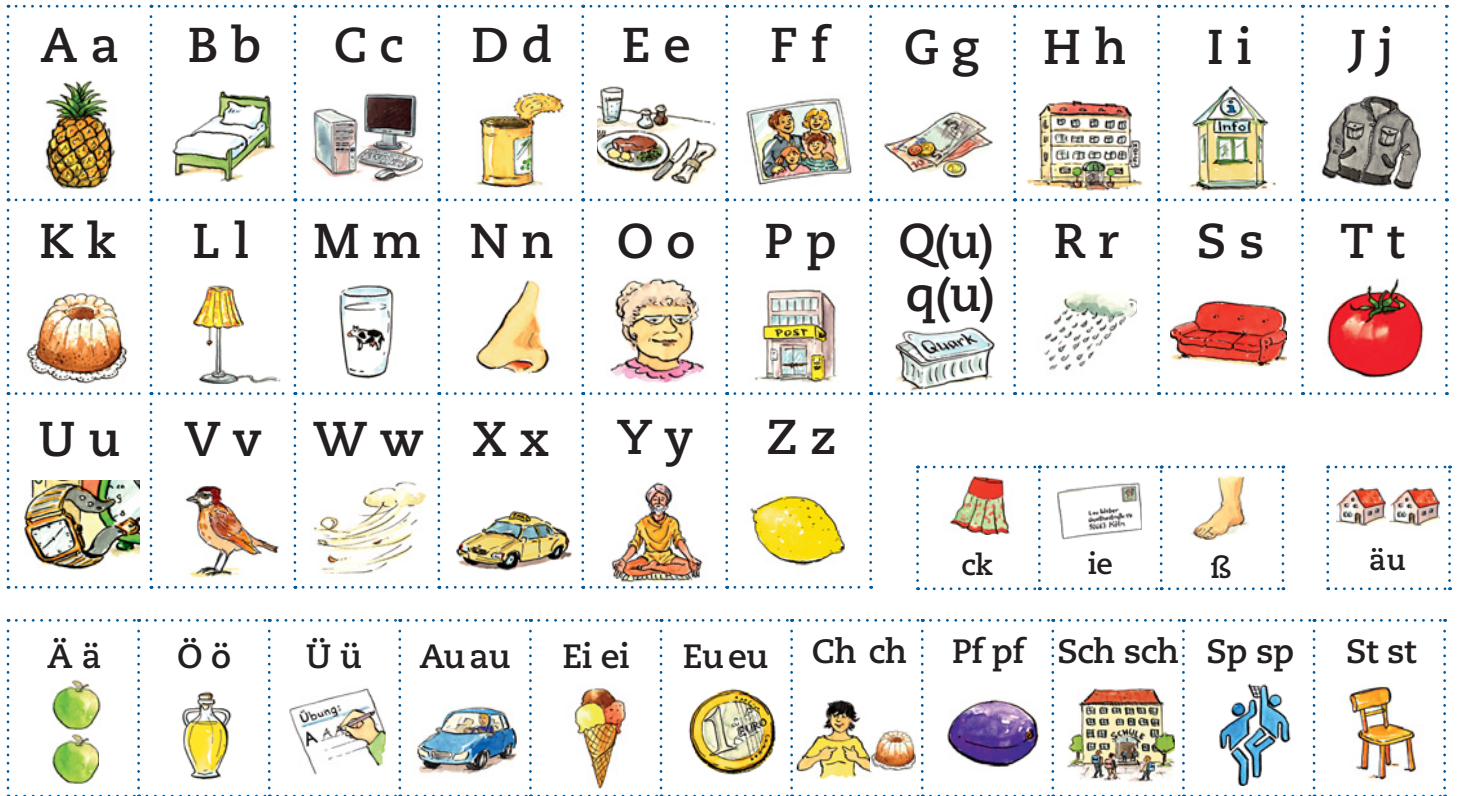 A a B b C c D d E e F f G g H h I i J j
i
Info
K k L l M m N n O o P p Q(u) R r S s T t
q(u)
POST
Quark
U u V v W w X x Y y Z z
ck ie ß äu
Ä ä Ö ö Ü ü Au au Ei ei Eu eu Ch ch Pf pf Sch sch Sp sp St st
Übung:
A A A
1 EURO
SCHULE